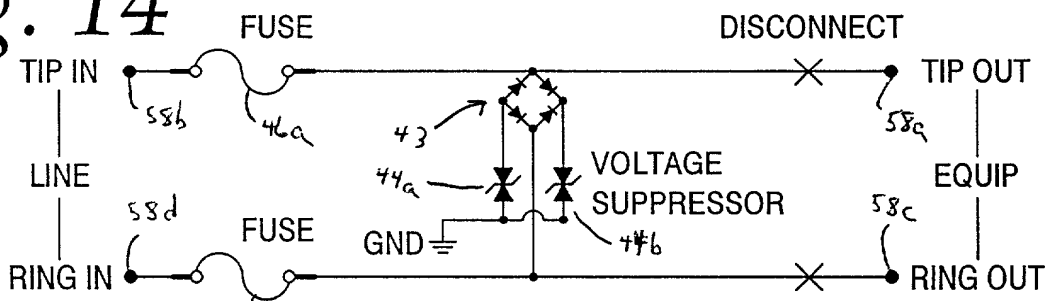 g. 14
FUSE
DISCONNECT
TIP IN
TIP OUT
58b
46a
43
58a
LINE
44a
VOLTAGE
SUPPRESSOR
EQUIP
58d
58c
FUSE
GND
44b
RING IN
RING OUT